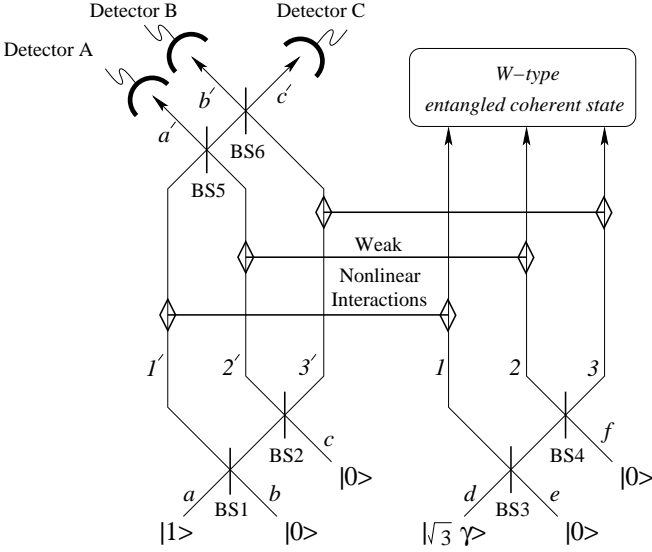 Detector B
Detector C
Detector A
a′
b′
c′
BS6
BS5
W−type
entangled coherent state
Weak
Nonlinear
Interactions
1′
2′
3′
1
2
3
c
f
BS2
BS4
|0>
|0>
a
b
d
e
BS1
BS3
|1>
|0>
|√3 γ>
|0>